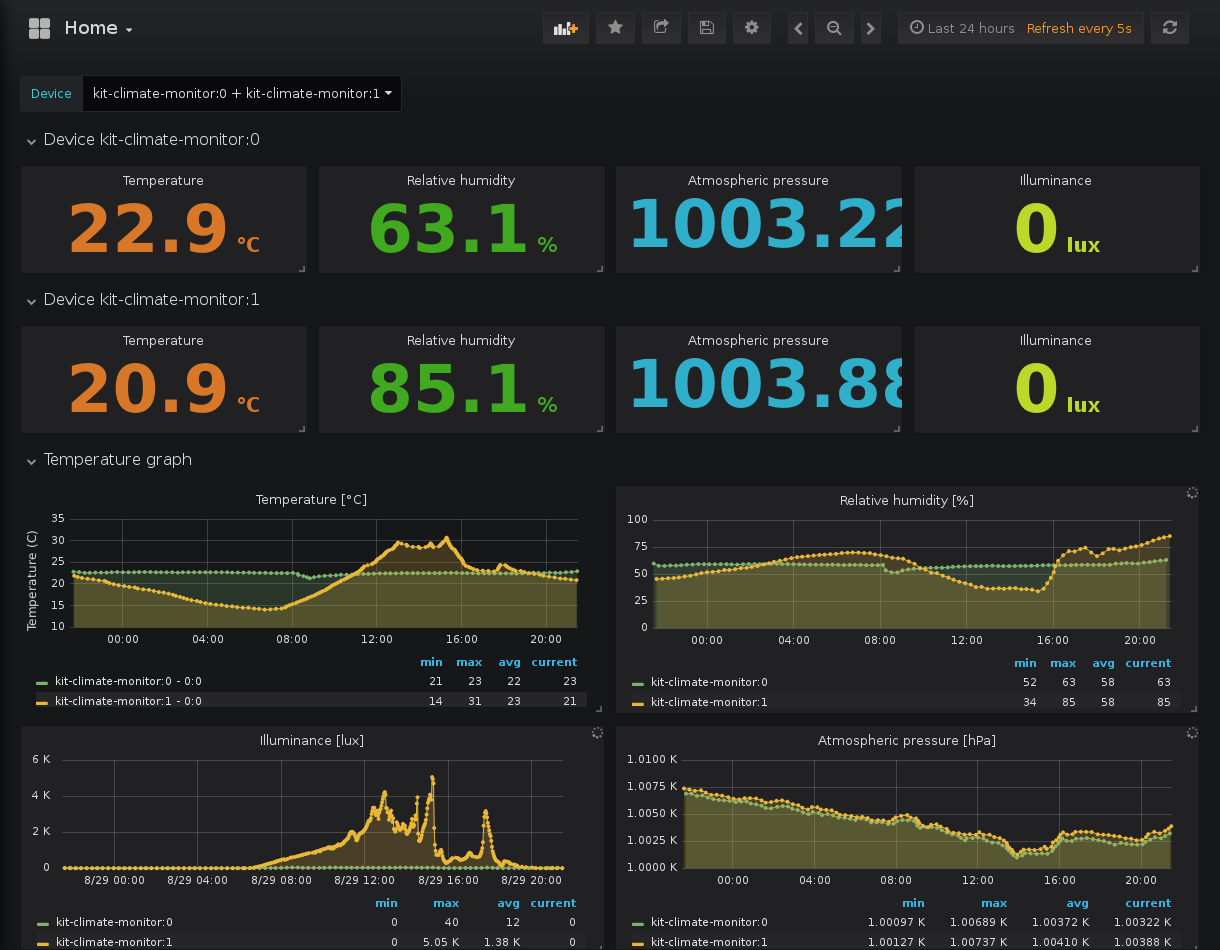 Home
Last 24 hours Refresh every 5s
Device kit-climate-monitor:0 + kit-climate-monitor:1
Device kit-climate-monitor:0
Temperature Relative humidity Atmospheric pressure Illuminance
22.9 °C 63.1 % 1003.22 0 lux
Device kit-climate-monitor:1
Temperature Relative humidity Atmospheric pressure Illuminance
20.9 °C 85.1 % 1003.88 0 lux
Temperature graph
Temperature [°C]
Temperature (C)
35
30
25
20
15
10
00:00 04:00 08:00 12:00 16:00 20:00
min max avg current
kit-climate-monitor:0 - 0:0 21 23 22 23
kit-climate-monitor:1 - 0:0 14 31 23 21
Relative humidity [%]
100
75
50
25
0
00:00 04:00 08:00 12:00 16:00 20:00
min max avg current
kit-climate-monitor:0 52 63 58 63
kit-climate-monitor:1 34 85 58 85
Illuminance [lux]
6 K
4 K
2 K
0
8/29 00:00 8/29 04:00 8/29 08:00 8/29 12:00 8/29 16:00 8/29 20:00
min max avg current
kit-climate-monitor:0 0 40 12 0
kit-climate-monitor:1 0 5.05 K 1.38 K 0
Atmospheric pressure [hPa]
1.0100 K
1.0075 K
1.0050 K
1.0025 K
1.0000 K
00:00 04:00 08:00 12:00 16:00 20:00
min max avg current
kit-climate-monitor:0 1.00097 K 1.00689 K 1.00372 K 1.00322 K
kit-climate-monitor:1 1.00127 K 1.00737 K 1.00410 K 1.00388 K